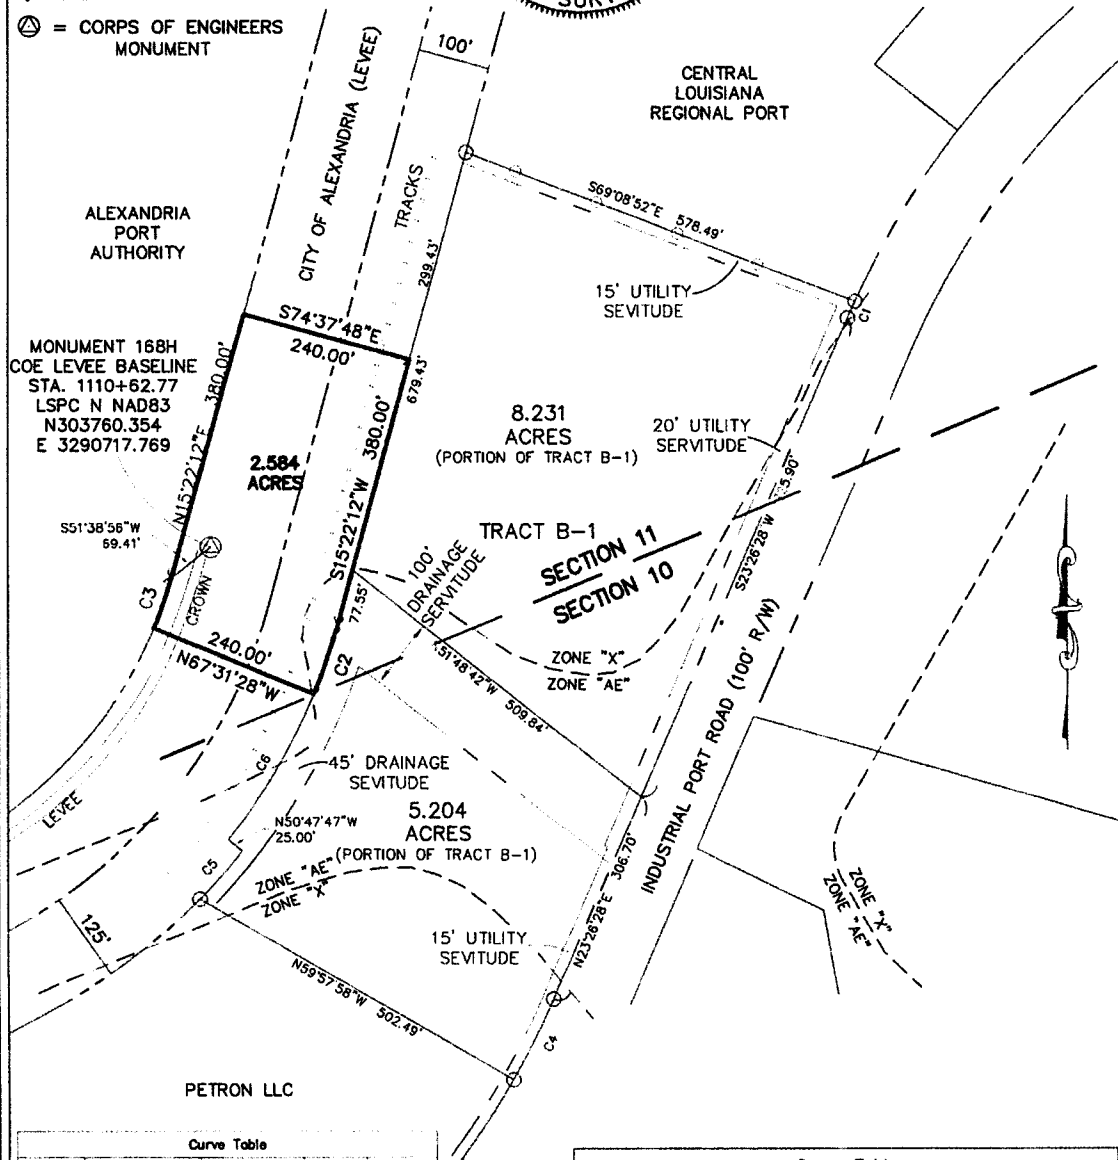 SURV
= CORPS OF ENGINEERS
MONUMENT
100'
CENTRAL
LOUISIANA
REGIONAL PORT
CITY OF ALEXANDRIA (LEVEE)
TRACKS
ALEXANDRIA
PORT
AUTHORITY
S69°08'52"E 578.49'
299.43'
15' UTILITY
SEVITUDE
C1
S74°37'48"E
240.00'
MONUMENT 168H
COE LEVEE BASELINE
STA. 1110+62.77
LSPC N NAD83
N303760.354
E 3290717.769
380.00'
N15°22'12"E
679.43'
380.00'
S15°22'12"W
8.231
ACRES
(PORTION OF TRACT B-1)
20' UTILITY
SERVITUDE
2.584
ACRES
5.90'
S23°26'28"W
S51°38'56"W
69.41'
TRACT B-1
SECTION 11
SECTION 10
100'
DRAINAGE
SERVITUDE
C3
CROWN
77.55'
240.00'
N67°31'28"W
C2
ZONE "X"
ZONE "AE"
51°48'42"W 509.84'
INDUSTRIAL PORT ROAD (100' R/W)
C6
45' DRAINAGE
SEVITUDE
LEVEE
N50°47'47"W
25.00'
5.204
ACRES
(PORTION OF TRACT B-1)
C5
ZONE "AE"
ZONE "X"
306.70'
N23°26'28"E
ZONE "X"
ZONE "AE"
125'
15' UTILITY
SEVITUDE
N59°57'58"W 502.49'
C4
PETRON LLC
Curve Table